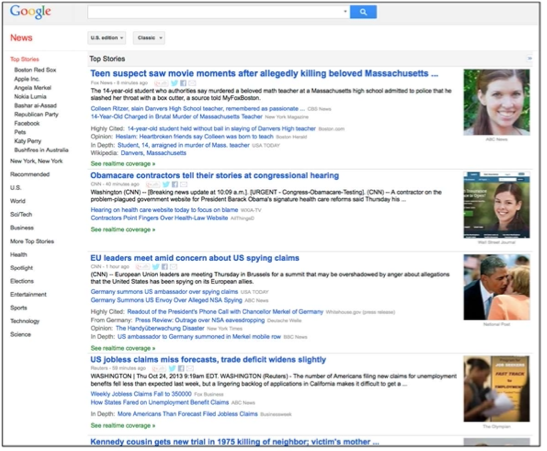 Google
News
U.S. edition
Classic
Top Stories
Top Stories
Boston Red Sox
Apple Inc.
Angela Merkel
Nokia Lumia
Bashar al-Assad
Republican Party
Facebook
Pets
Katy Perry
Bushfires in Australia
New York, New York
Recommended
U.S.
World
Sci/Tech
Business
More Top Stories
Health
Spotlight
Elections
Entertainment
Sports
Technology
Science
Teen suspect saw movie moments after allegedly killing beloved Massachusetts ...
Fox News - 8 minutes ago
The 14-year-old student who authorities say murdered a beloved math teacher at a Massachusetts high school admitted to police that he
slashed her throat with a box cutter, a source told MyFoxBoston.
Colleen Ritzer, slain Danvers High School teacher, remembered as passionate ... CBS News
14-Year-Old Charged in Brutal Murder of Massachusetts Teacher New York Magazine
Highly Cited: 14-year-old student held without bail in slaying of Danvers High teacher Boston.com
Opinion: Heslam: Heartbroken friends say Colleen was born to teach Boston Herald
In Depth: Student, 14, arraigned in murder of Mass. teacher USA TODAY
Wikipedia: Danvers, Massachusetts
See realtime coverage »
ABC News
Obamacare contractors tell their stories at congressional hearing
CNN - 40 minutes ago
Washington (CNN) -- [Breaking news update at 10:09 a.m.]. [URGENT - Congress-Obamacare-Testing]. (CNN) -- A contractor on the
problem-plagued government website for President Barack Obama's signature health care reforms said Thursday his ...
Hearing on health care website today to focus on blame WXIA-TV
Contractors Point Fingers Over Health-Law Website AllThingsD
See realtime coverage »
Wall Street Journal
EU leaders meet amid concern about US spying claims
CNN - 1 hour ago
(CNN) -- European Union leaders are meeting Thursday in Brussels for a summit that may be overshadowed by anger about allegations
that the United States has been spying on its European allies.
Germany summons US ambassador over spying claims USA TODAY
Germany Summons US Envoy Over Alleged NSA Spying ABC News
Highly Cited: Readout of the President's Phone Call with Chancellor Merkel of Germany Whitehouse.gov (press release)
From Germany: Press Review: Outrage over NSA eavesdropping Deutsche Welle
Opinion: The Handyüberwachung Disaster New York Times
In Depth: US ambassador to Germany summoned in Merkel mobile row BBC News
See realtime coverage »
National Post
US jobless claims miss forecasts, trade deficit widens slightly
Reuters - 58 minutes ago
WASHINGTON | Thu Oct 24, 2013 9:19am EDT. WASHINGTON (Reuters) - The number of Americans filing new claims for unemployment
benefits fell less than expected last week, but a lingering backlog of applications in California makes it difficult to get a ...
Weekly Jobless Claims Fall to 350000 Fox Business
How States Fared on Unemployment Benefit Claims ABC News
In Depth: More Americans Than Forecast Filed Jobless Claims Businessweek
See realtime coverage »
FAST TRACK
The Olympian
Kennedy cousin gets new trial in 1975 killing of neighbor; victim's mother ...